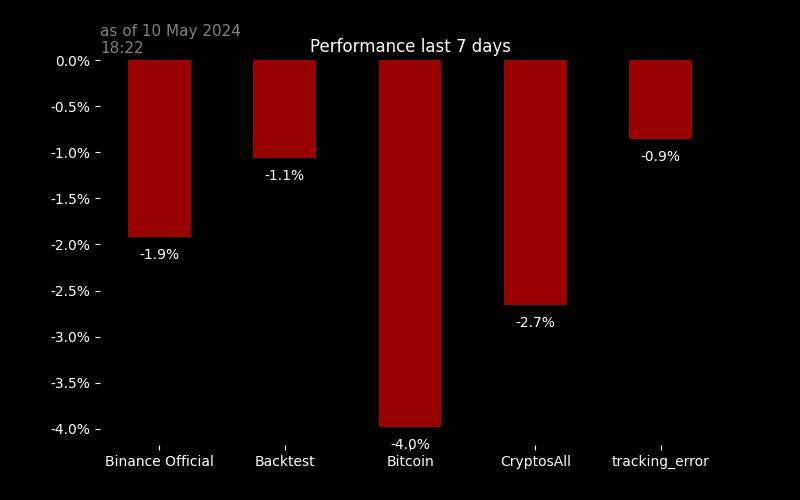 as of 10 May 2024
18:22
Performance last 7 days
0.0%
-0.5%
-1.0%
-1.5%
-2.0%
-2.5%
-3.0%
-3.5%
-4.0%
-1.9%
-1.1%
-4.0%
-2.7%
-0.9%
Binance Official
Backtest
Bitcoin
CryptosAll
tracking_error